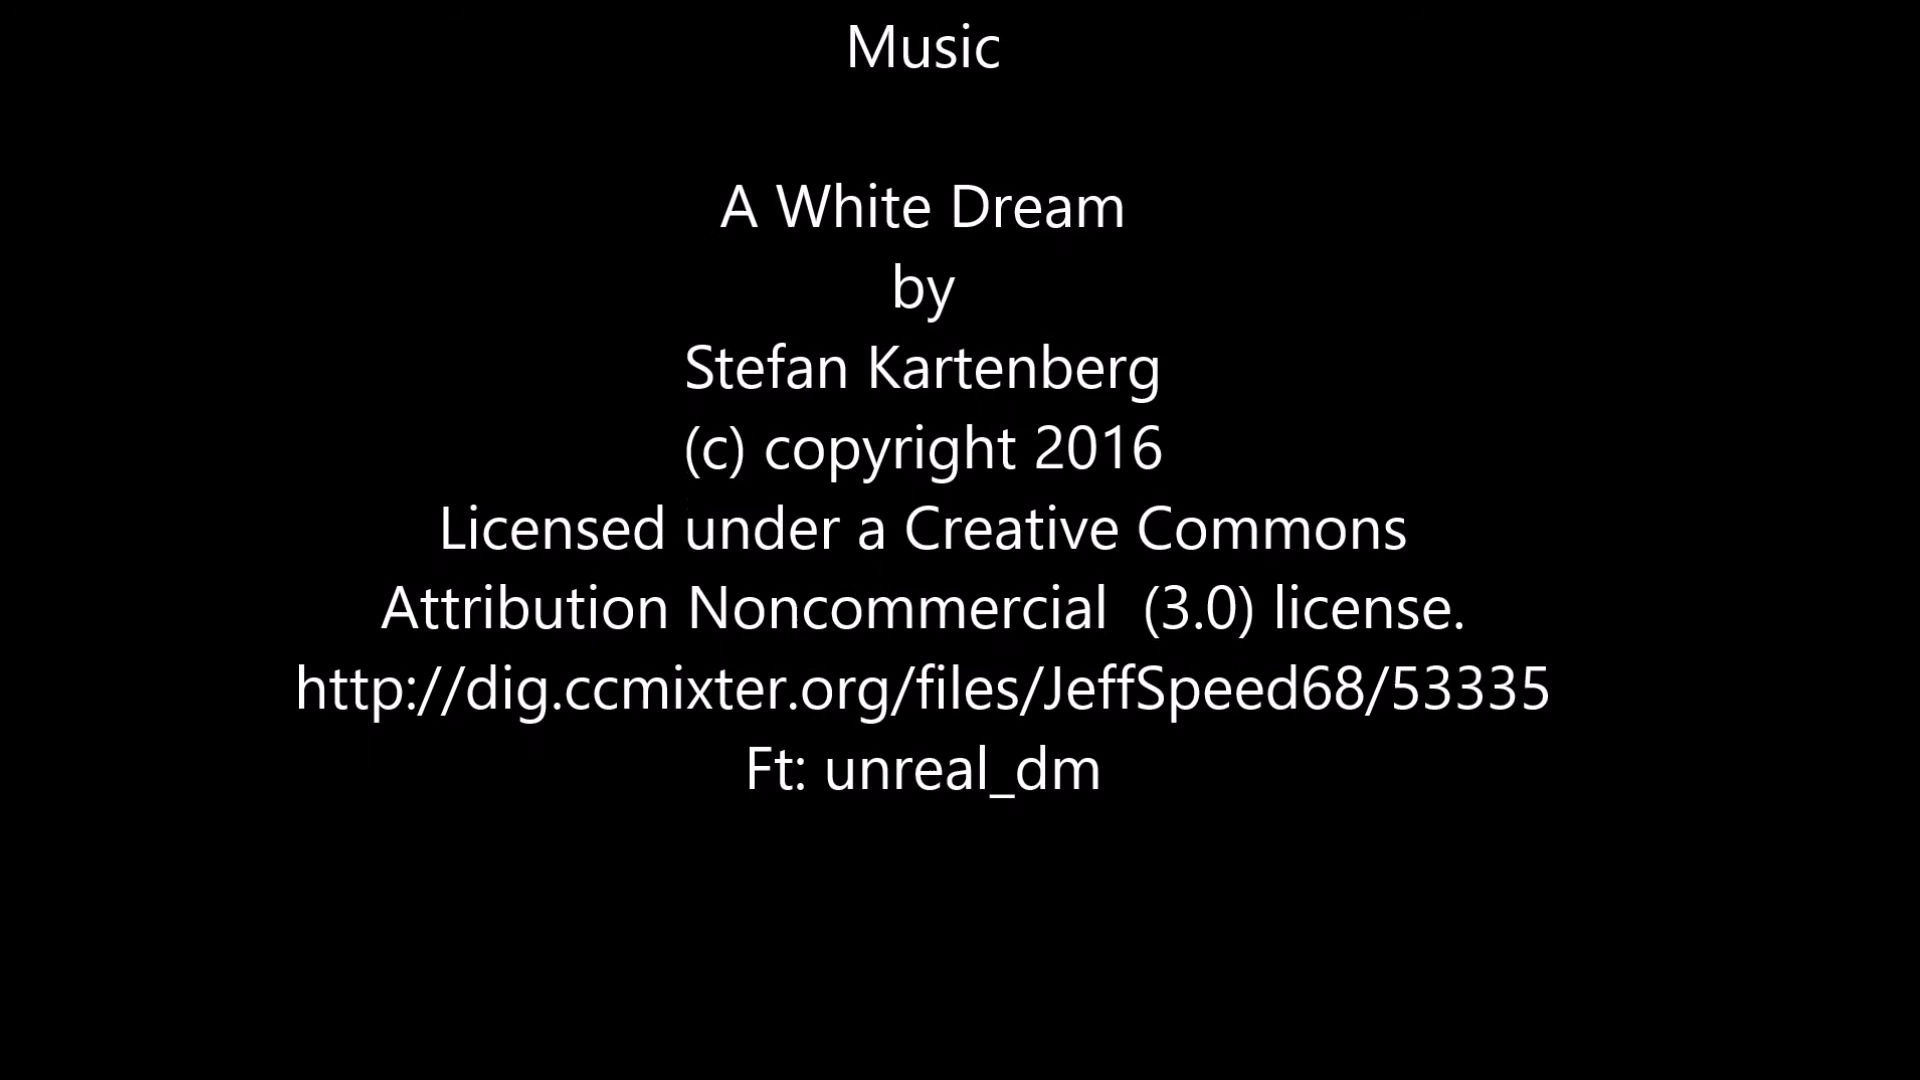 Music
A White Dream
by
Stefan Kartenberg
(c) copyright 2016
Licensed under a Creative Commons
Attribution Noncommercial  (3.0) license.
http://dig.ccmixter.org/files/JeffSpeed68/53335
Ft: unreal_dm